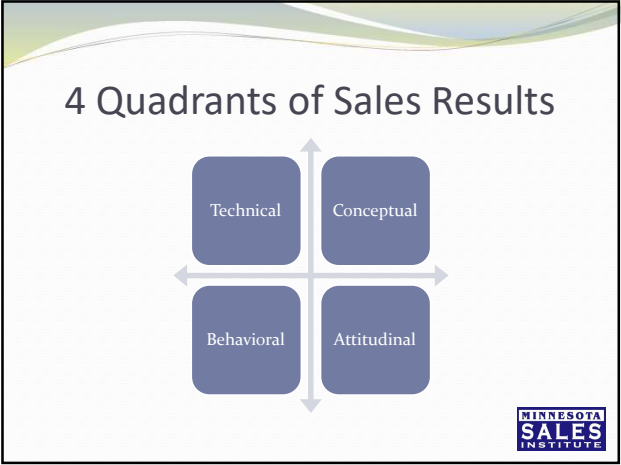 4 Quadrants of Sales Results
Technical
Conceptual
Behavioral
Attitudinal
MINNESOTA
SALES
INSTITUTE